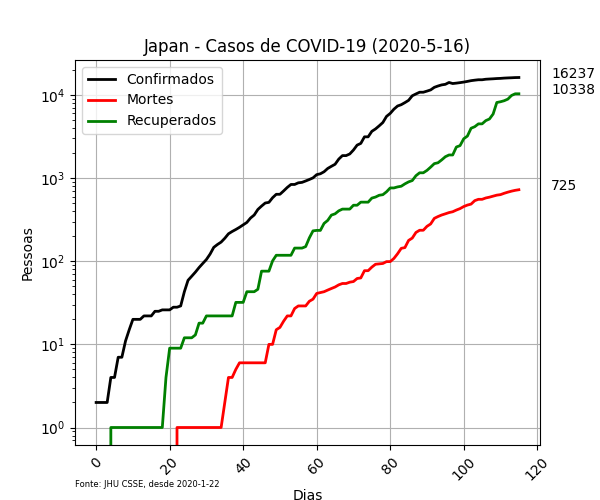 Japan - Casos de COVID-19 (2020-5-16)
Confirmados
Mortes
Recuperados
16237
10338
725
Pessoas
10⁴
10³
10²
10¹
10⁰
0 20 40 60 80 100 120
Dias
Fonte: JHU CSSE, desde 2020-1-22